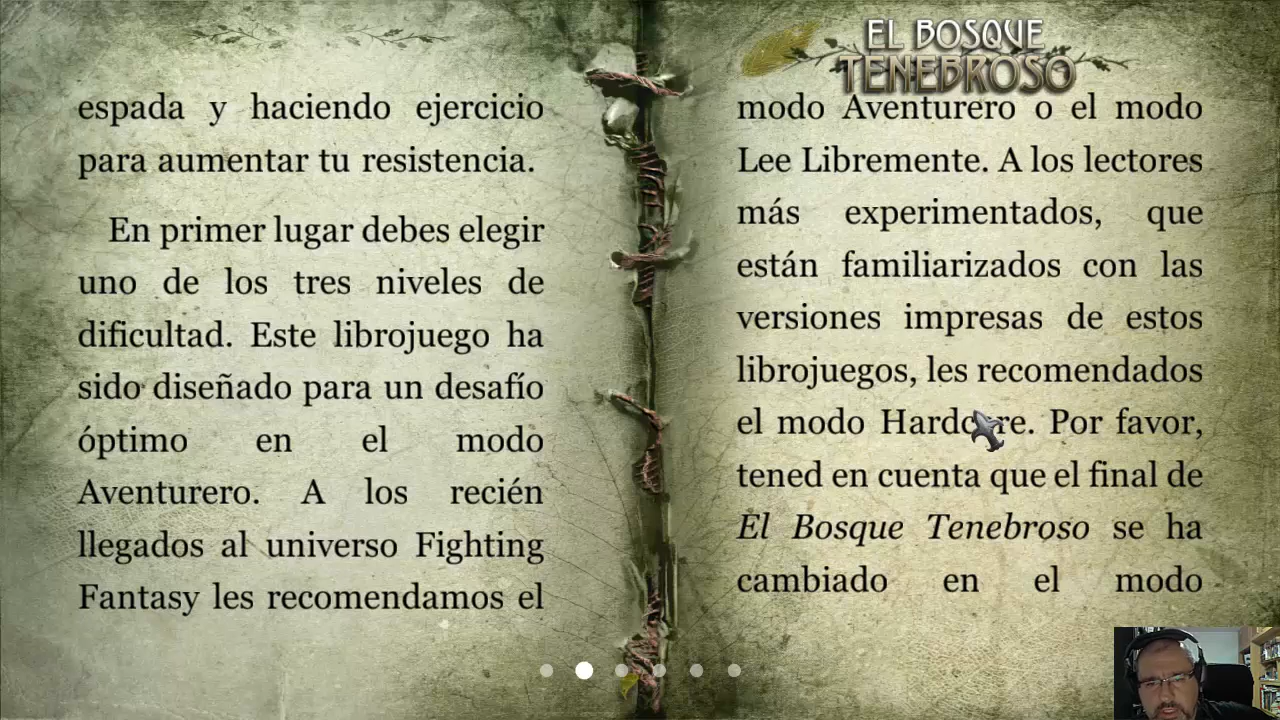 espada y haciendo ejercicio
para aumentar tu resistencia.
En primer lugar debes elegir
uno de los tres niveles de
dificultad. Este librojuego ha
sido diseñado para un desafío
óptimo en el modo
Aventurero. A los recién
llegados al universo Fighting
Fantasy les recomendamos el
EL BOSQUE
TENEBROSO
modo Aventurero o el modo
Lee Libremente. A los lectores
más experimentados, que
están familiarizados con las
versiones impresas de estos
librojuegos, les recomendados
el modo Hardcore. Por favor,
tened en cuenta que el final de
El Bosque Tenebroso se ha
cambiado en el modo